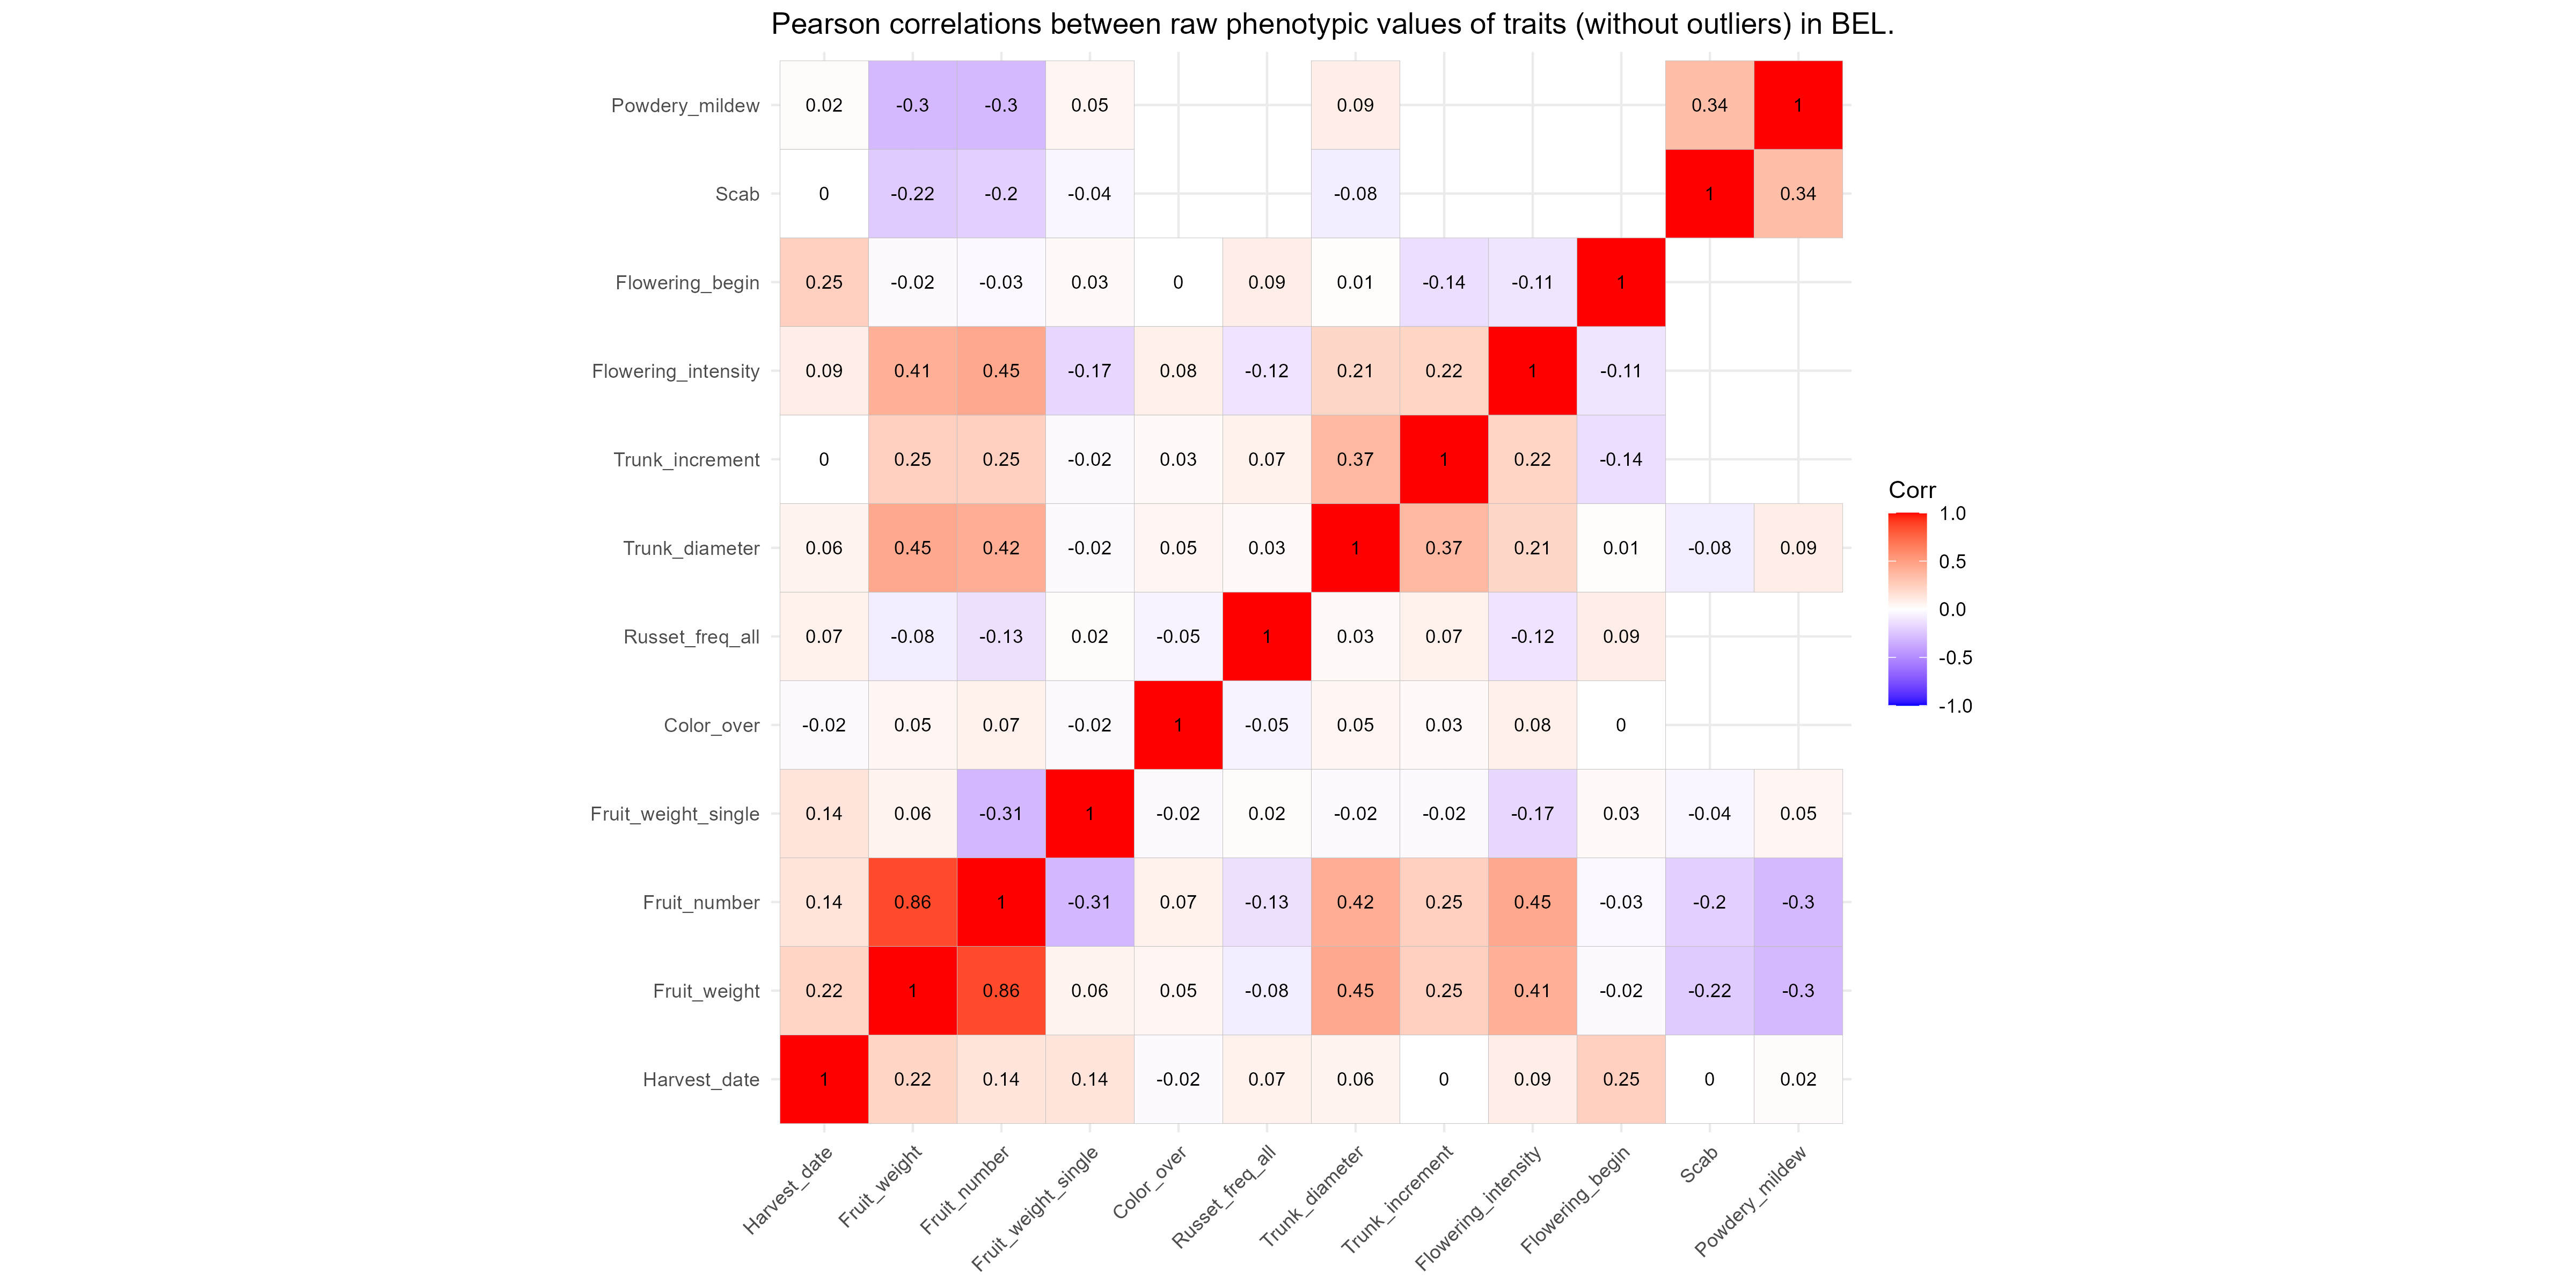 Pearson correlations between raw phenotypic values of traits (without outliers) in BEL.
Powdery_mildew 0.02 -0.3 -0.3 0.05 0.09 0.34 1
Scab 0 -0.22 -0.2 -0.04 -0.08 1 0.34
Flowering_begin 0.25 -0.02 -0.03 0.03 0 0.09 0.01 -0.14 -0.11 1
Flowering_intensity 0.09 0.41 0.45 -0.17 0.08 -0.12 0.21 0.22 1 -0.11
Trunk_increment 0 0.25 0.25 -0.02 0.03 0.07 0.37 1 0.22 -0.14
Trunk_diameter 0.06 0.45 0.42 -0.02 0.05 0.03 1 0.37 0.21 0.01 -0.08 0.09
Russet_freq_all 0.07 -0.08 -0.13 0.02 -0.05 1 0.03 0.07 -0.12 0.09
Color_over -0.02 0.05 0.07 -0.02 1 -0.05 0.05 0.03 0.08 0
Fruit_weight_single 0.14 0.06 -0.31 1 -0.02 0.02 -0.02 -0.02 -0.17 0.03 -0.04 0.05
Fruit_number 0.14 0.86 1 -0.31 0.07 -0.13 0.42 0.25 0.45 -0.03 -0.2 -0.3
Fruit_weight 0.22 1 0.86 0.06 0.05 -0.08 0.45 0.25 0.41 -0.02 -0.22 -0.3
Harvest_date 1 0.22 0.14 0.14 -0.02 0.07 0.06 0 0.09 0.25 0 0.02
Harvest_date
Fruit_weight
Fruit_number
Fruit_weight_single
Color_over
Russet_freq_all
Trunk_diameter
Trunk_increment
Flowering_intensity
Flowering_begin
Scab
Powdery_mildew
Corr
1.0
0.5
0.0
-0.5
-1.0